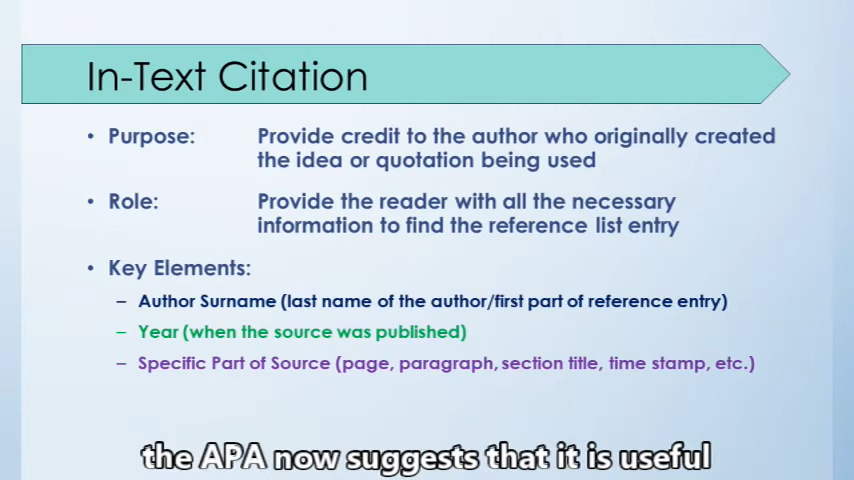 In-Text Citation
• Purpose: Provide credit to the author who originally created
the idea or quotation being used
• Role: Provide the reader with all the necessary
information to find the reference list entry
• Key Elements:
– Author Surname (last name of the author/first part of reference entry)
– Year (when the source was published)
– Specific Part of Source (page, paragraph, section title, time stamp, etc.)
the APA now suggests that it is useful